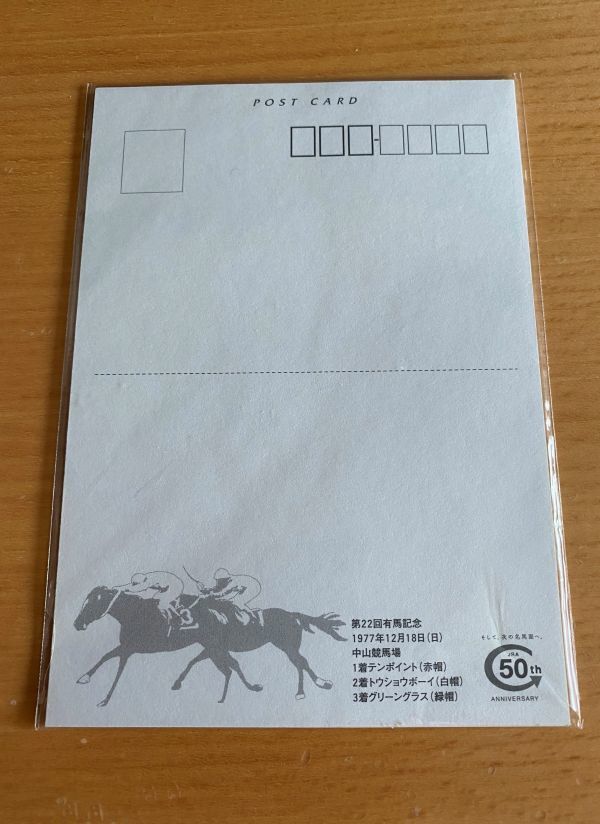 POST CARD
3
第22回有馬記念
1977年12月18日(日)
中山競馬場
1着テンポイント(赤帽)
2着トウショウボーイ(白帽)
3着グリーングラス(緑帽)
そして、次の名馬面へ。
JRA
50th
ANNIVERSARY